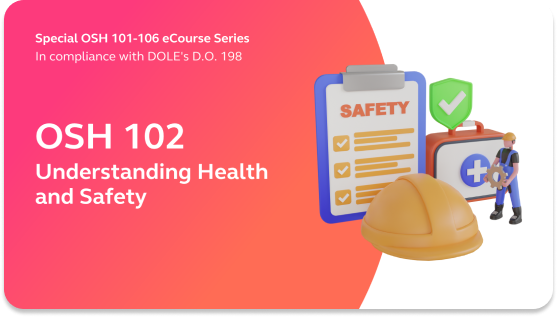 Special OSH 101-106 eCourse Series
In compliance with DOLE's D.O. 198
OSH 102
Understanding Health
and Safety
SAFETY